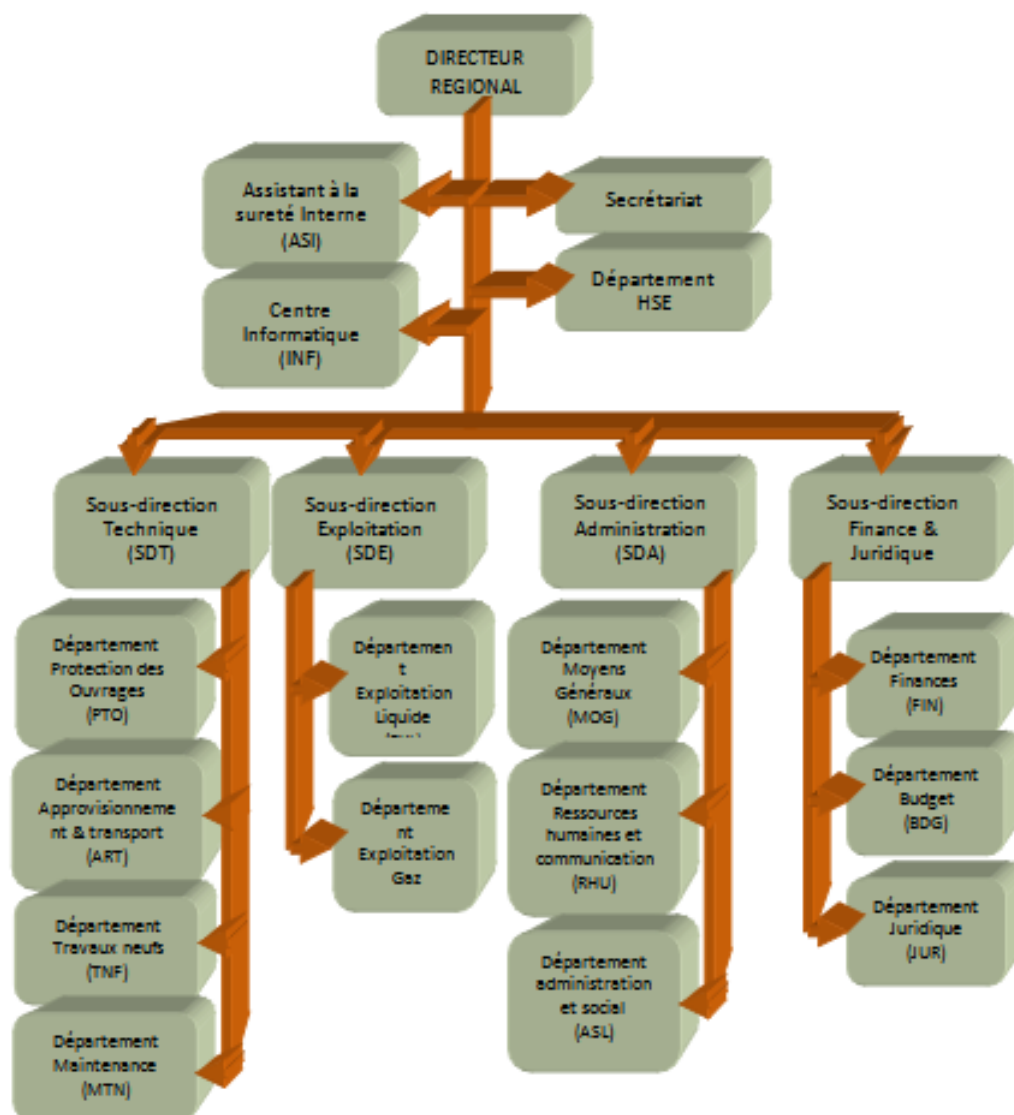 DIRECTEUR
REGIONAL
Assistant à la
sureté Interne
(ASI)
Secrétariat
Centre
Informatique
(INF)
Département
HSE
Sous-direction
Technique
(SDT)
Sous-direction
Exploitation
(SDE)
Sous-direction
Administration
(SDA)
Sous-direction
Finance &
Juridique
Département
Protection des
Ouvrages
(PTO)
Département
Approvisionneme
nt & transport
(ART)
Département
Travaux neufs
(TNF)
Département
Maintenance
(MTN)
Départemen
t
Exploitation
Liquide
Départeme
nt
Exploitation
Gaz
Département
Moyens
Généraux
(MOG)
Département
Ressources
humaines et
communication
(RHU)
Département
administration
et social
(ASL)
Département
Finances
(FIN)
Département
Budget
(BDG)
Département
Juridique
(JUR)